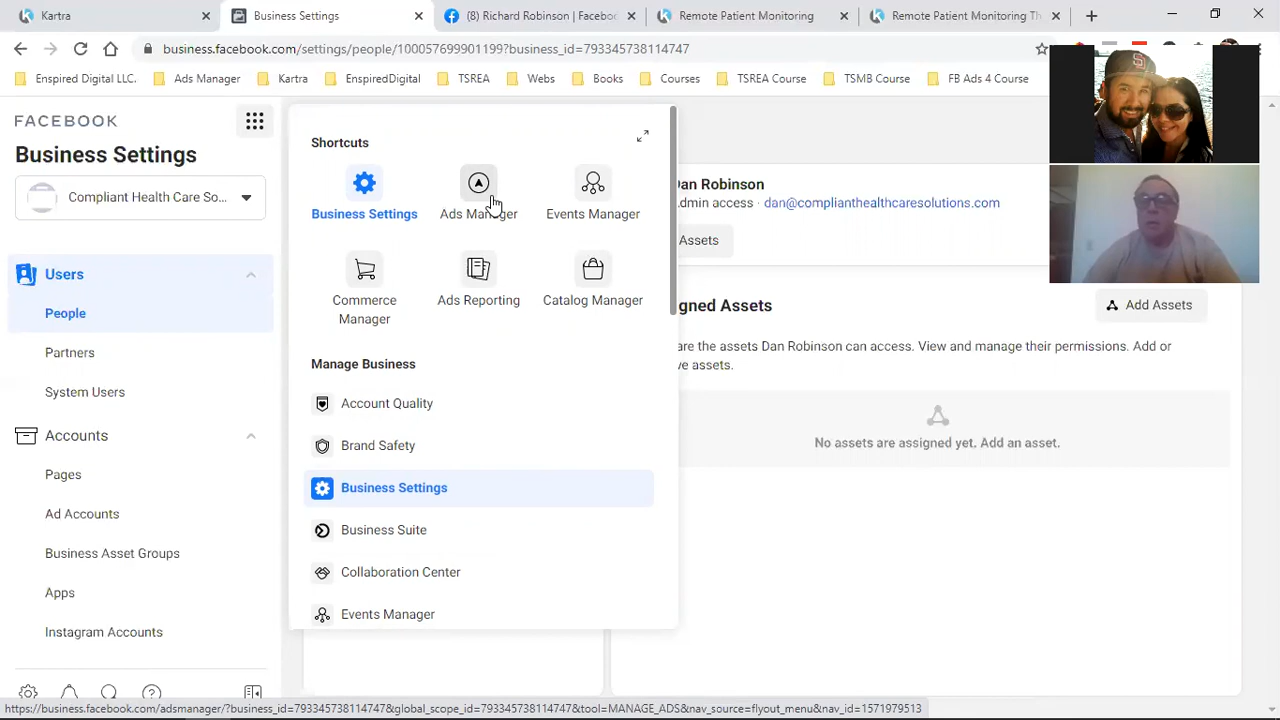 Kartra
Business Settings
(8) Richard Robinson | Facebo
Remote Patient Monitoring
Remote Patient Monitoring Th
business.facebook.com/settings/people/100057699901199?business_id=793345738114747
Enspired Digital LLC.
Ads Manager
Kartra
EnspiredDigital
TSREA
Webs
Books
Courses
TSREA Course
TSMB Course
FB Ads 4 Course
FACEBOOK
Business Settings
Compliant Health Care So...
Users
People
Partners
System Users
Accounts
Pages
Ad Accounts
Business Asset Groups
Apps
Instagram Accounts
Shortcuts
Business Settings
Ads Manager
Events Manager
Commerce
Manager
Ads Reporting
Catalog Manager
Manage Business
Account Quality
Brand Safety
Business Settings
Business Suite
Collaboration Center
Events Manager
Dan Robinson
dmin access · dan@complianthealthcaresolutions.com
Assets
gned Assets
Add Assets
are the assets Dan Robinson can access. View and manage their permissions. Add or
ve assets.
No assets are assigned yet. Add an asset.
https://business.facebook.com/adsmanager/?business_id=793345738114747&global_scope_id=793345738114747&tool=MANAGE_ADS&nav_source=flyout_menu&nav_id=1571979513